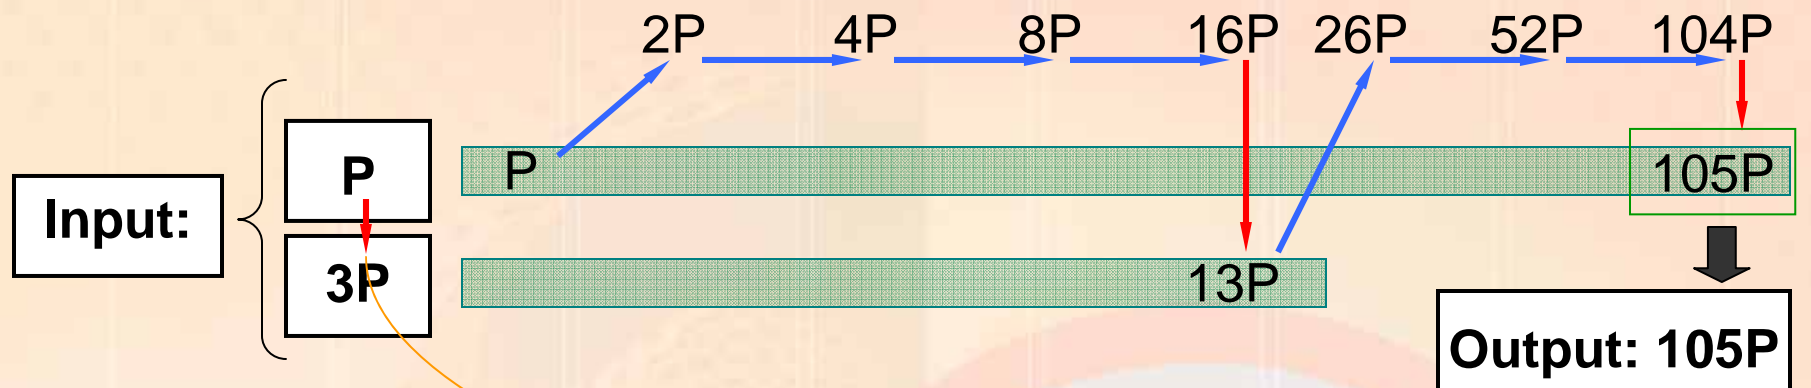 2P 4P 8P 16P 26P 52P 104P
P P 105P
Input:
3P 13P
Output: 105P